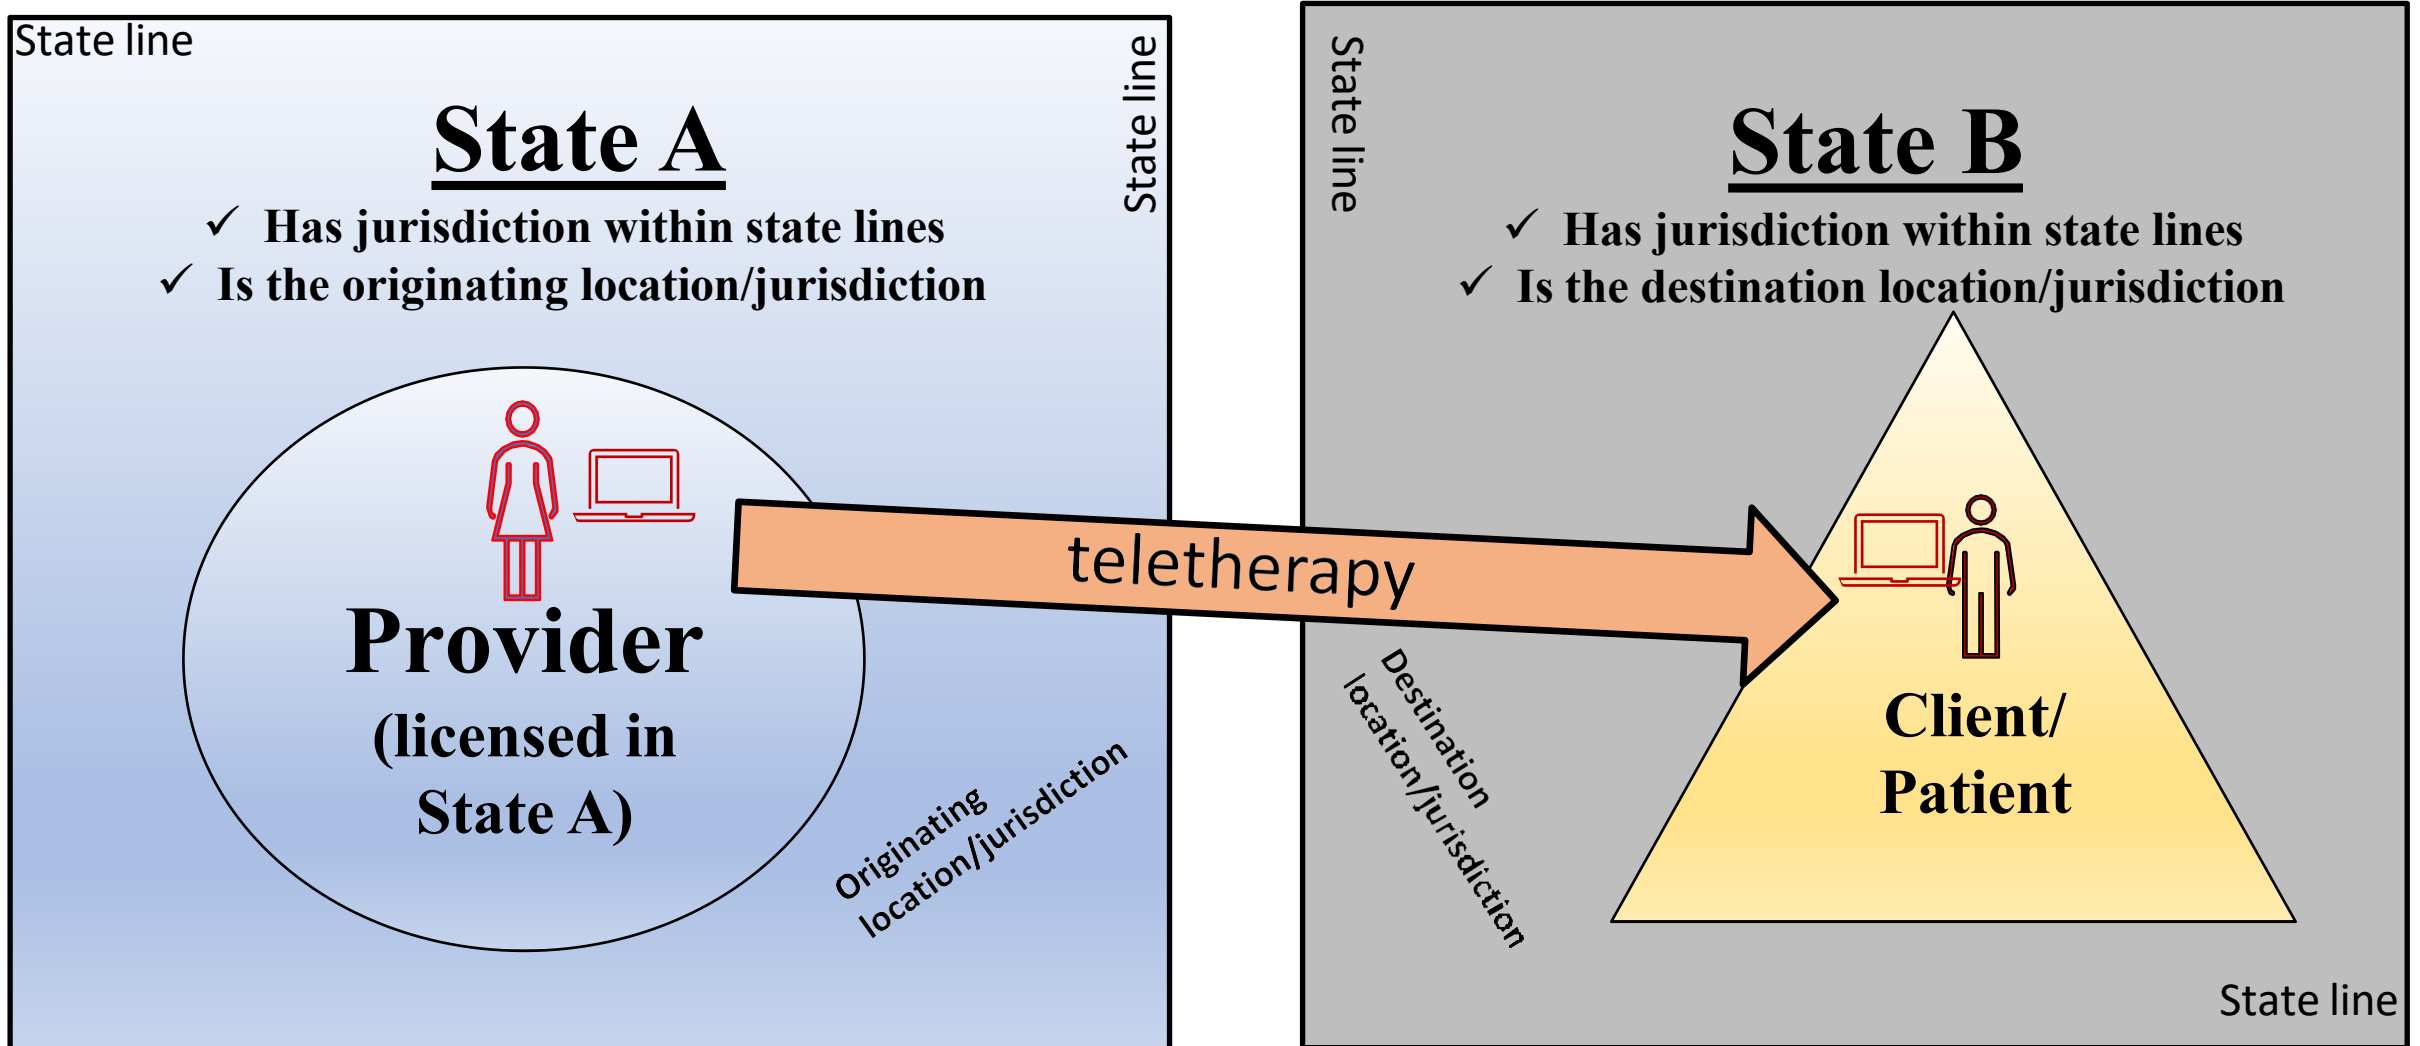 State line
State line
State A
✓ Has jurisdiction within state lines
✓ Is the originating location/jurisdiction
Provider
(licensed in
State A)
Originating
location/jurisdiction
teletherapy
State line
State B
✓ Has jurisdiction within state lines
✓ Is the destination location/jurisdiction
Destination
location/jurisdiction
Client/
Patient
State line